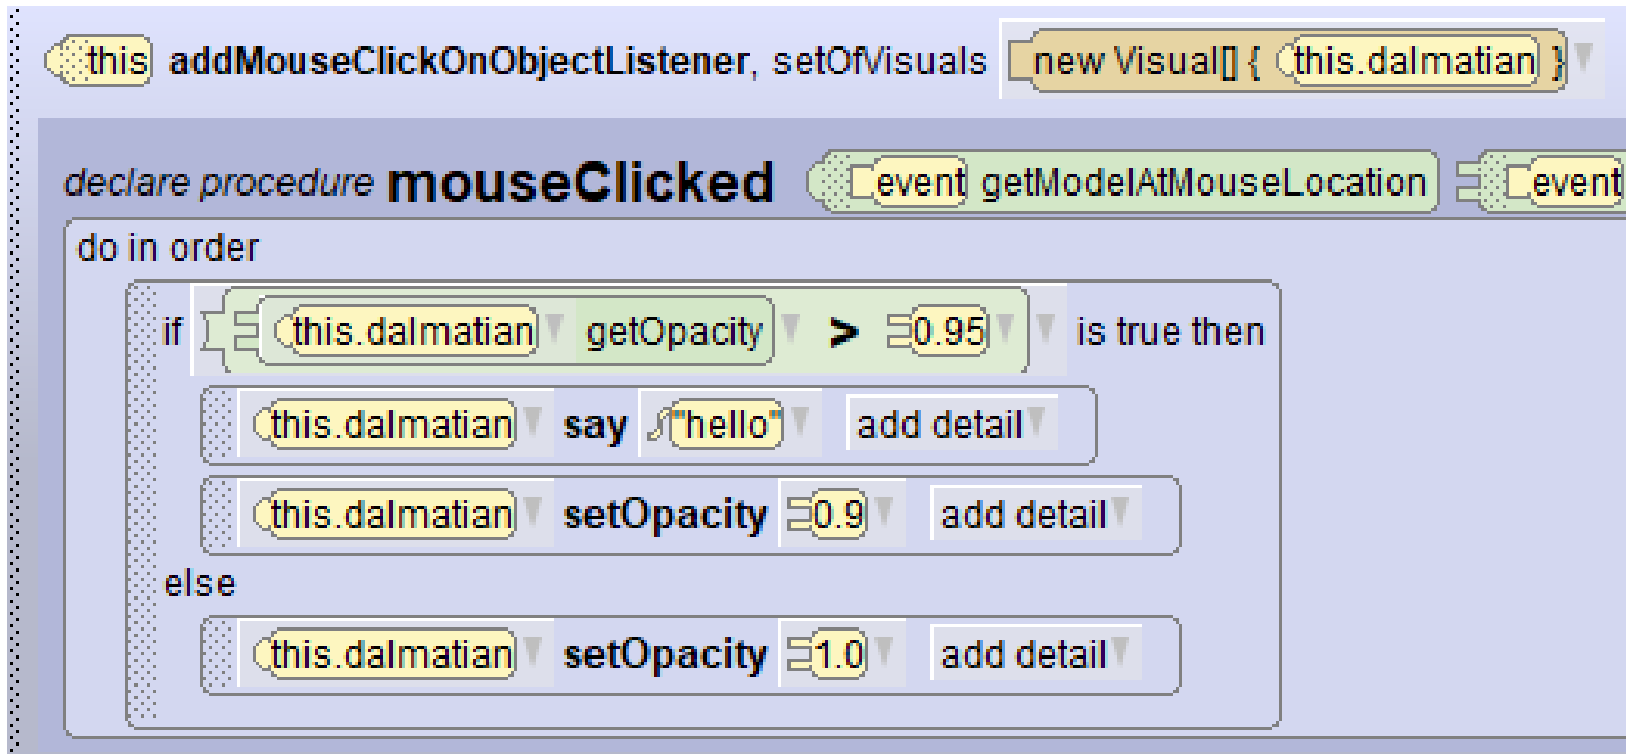 this addMouseClickOnObjectListener, setOfVisuals new Visual[] { this.dalmatian }
declare procedure mouseClicked event getModelAtMouseLocation event
do in order
if this.dalmatian getOpacity > 0.95 is true then
this.dalmatian say "hello" add detail
this.dalmatian setOpacity 0.9 add detail
else
this.dalmatian setOpacity 1.0 add detail